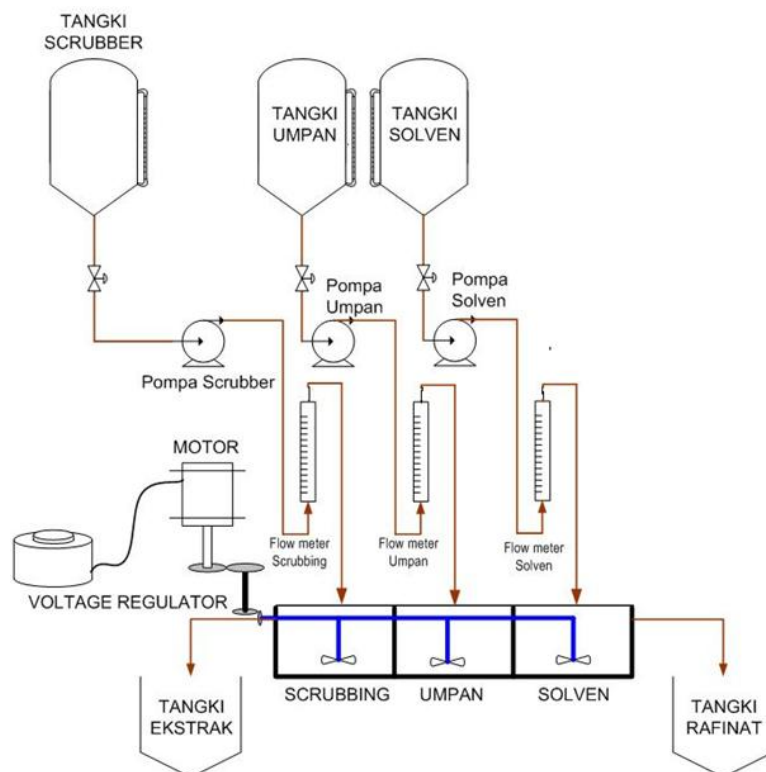 TANGKI
SCRUBBER
TANGKI
UMPAN
TANGKI
SOLVEN
Pompa
Umpan
Pompa
Solven
Pompa Scrubber
MOTOR
Flow meter
Scrubbing
Flow meter
Umpan
Flow meter
Solven
VOLTAGE REGULATOR
SCRUBBING
UMPAN
SOLVEN
TANGKI
EKSTRAK
TANGKI
RAFINAT